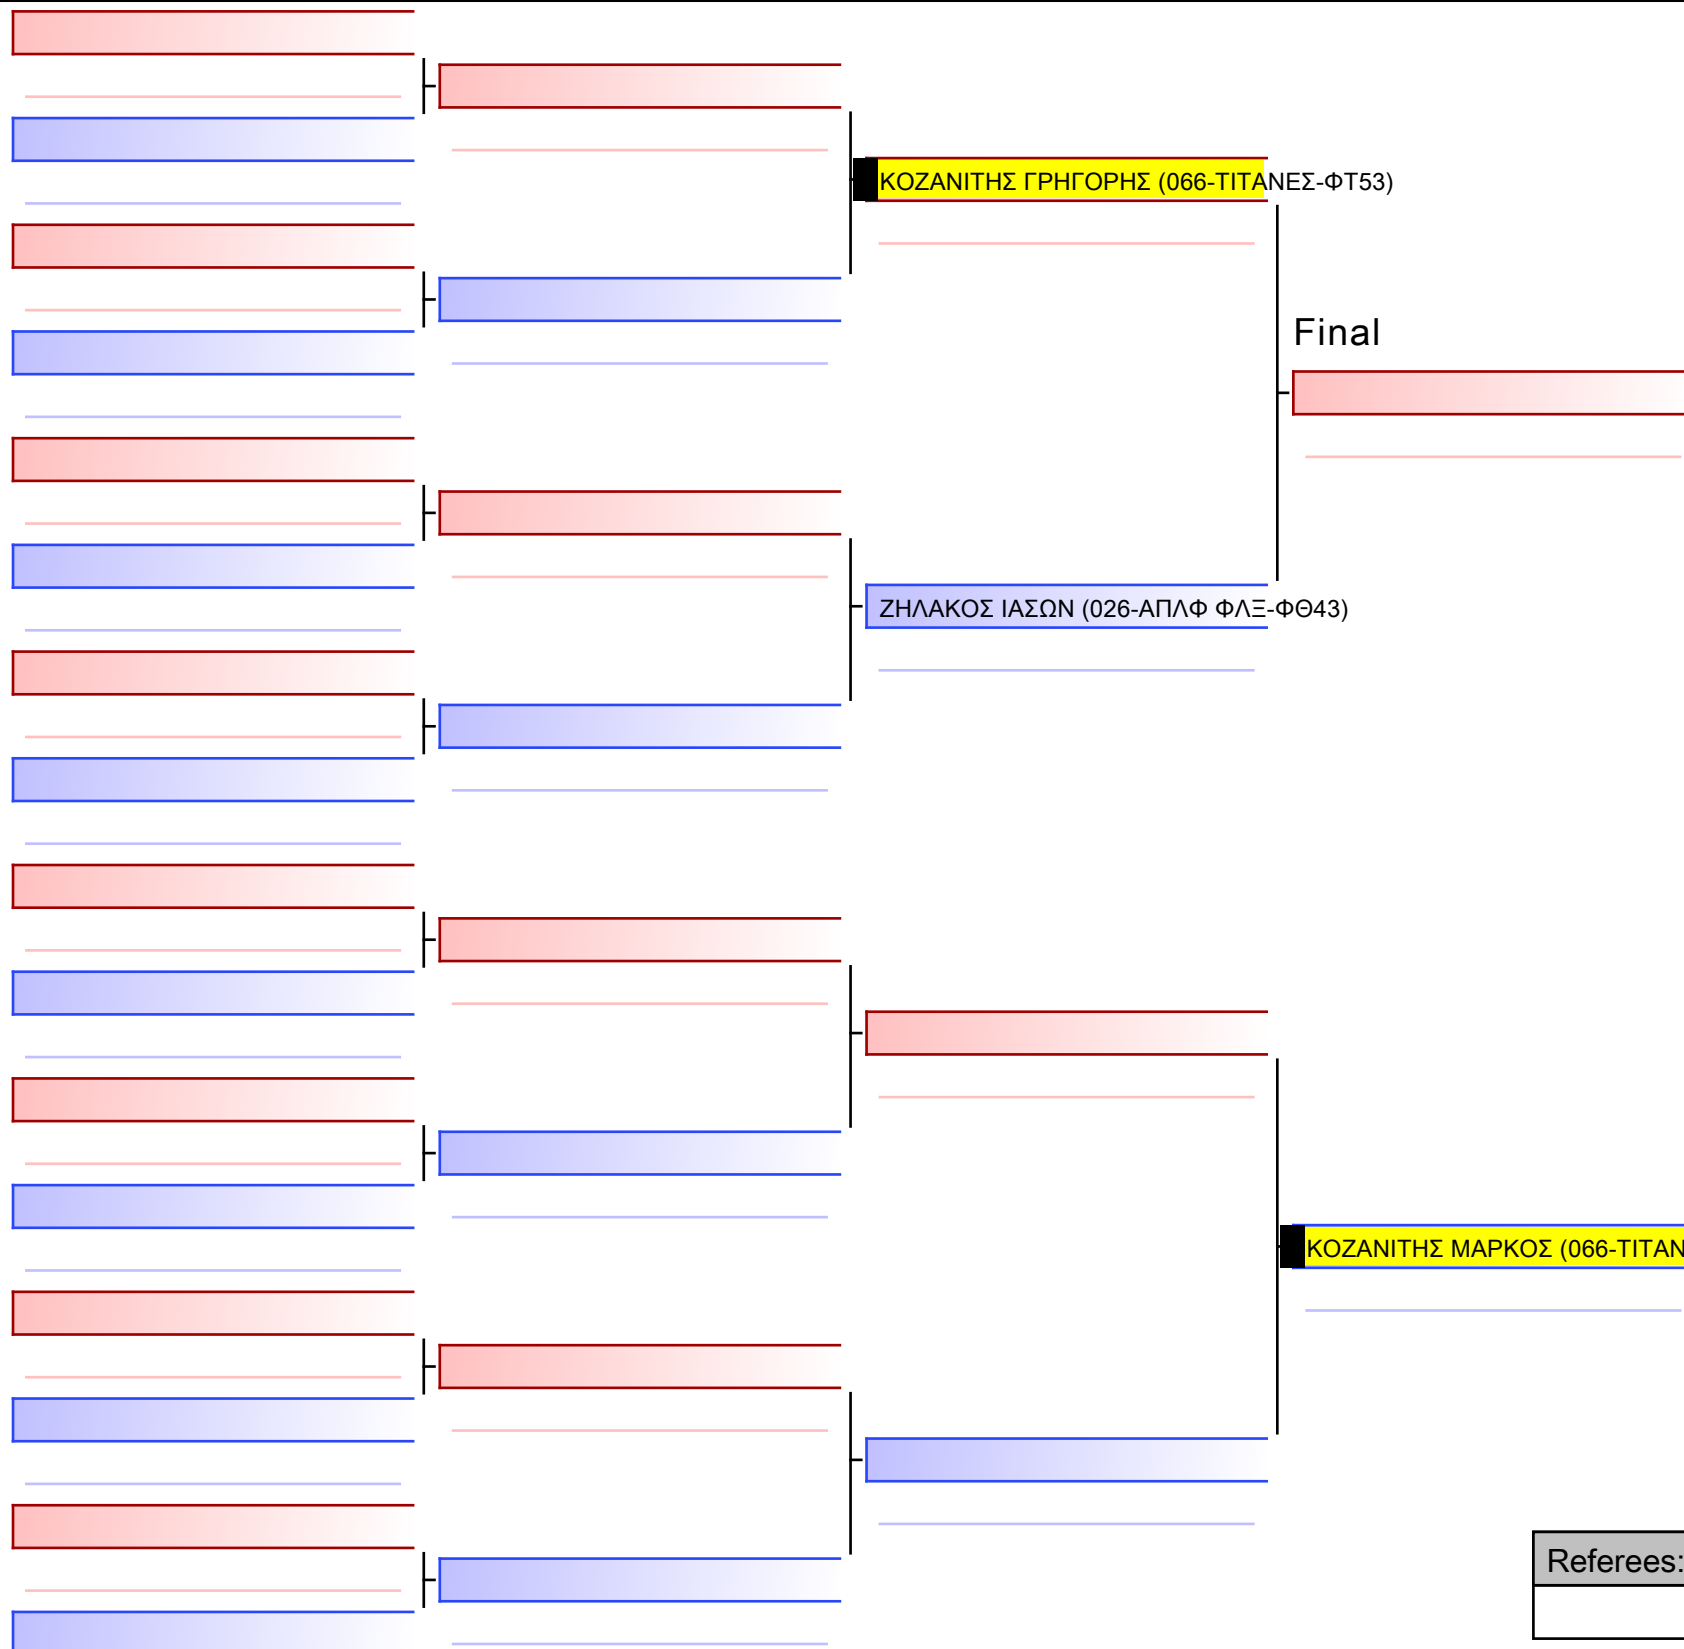 ΚΟΖΑΝΙΤΗΣ ΓΡΗΓΟΡΗΣ (066-ΤΙΤΑΝΕΣ-ΦΤ53)
Final
ΖΗΛΑΚΟΣ ΙΑΣΩΝ (026-ΑΠΛΦ ΦΛΞ-ΦΘ43)
ΚΟΖΑΝΙΤΗΣ ΜΑΡΚΟΣ (066-ΤΙΤΑΝ
Referees: